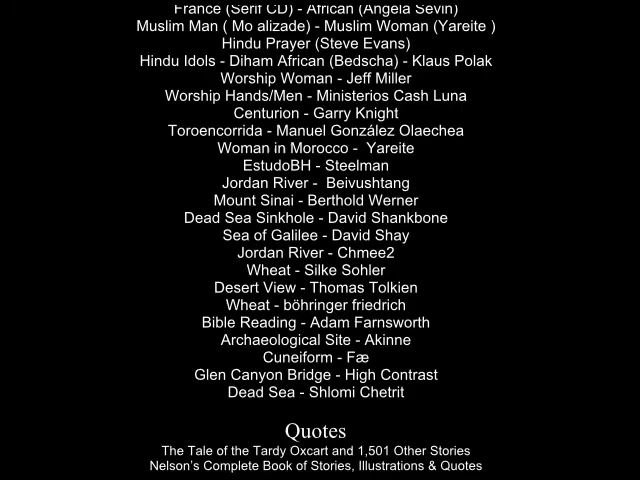 France (Serif CD) - African (Angela Sevin)
Muslim Man ( Mo alizade) - Muslim Woman (Yareite )
Hindu Prayer (Steve Evans)
Hindu Idols - Diham African (Bedscha) - Klaus Polak
Worship Woman - Jeff Miller
Worship Hands/Men - Ministerios Cash Luna
Centurion - Garry Knight
Toroencorrida - Manuel González Olaechea
Woman in Morocco -  Yareite
EstudoBH - Steelman
Jordan River -  Beivushtang
Mount Sinai - Berthold Werner
Dead Sea Sinkhole - David Shankbone
Sea of Galilee - David Shay
Jordan River - Chmee2
Wheat - Silke Sohler
Desert View - Thomas Tolkien
Wheat - böhringer friedrich
Bible Reading - Adam Farnsworth
Archaeological Site - Akinne
Cuneiform - Fæ
Glen Canyon Bridge - High Contrast
Dead Sea - Shlomi Chetrit
Quotes
The Tale of the Tardy Oxcart and 1,501 Other Stories
Nelson's Complete Book of Stories, Illustrations & Quotes